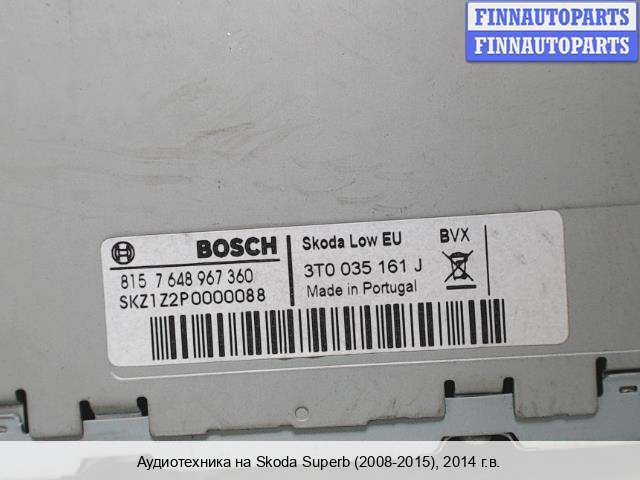 FINNAUTOPARTS
FINNAUTOPARTS
BOSCH
815 7 648 967 360
SKZ1Z2P0000088
Skoda Low EU BVX
3T0 035 161 J
Made in Portugal
Аудиотехника на Skoda Superb (2008-2015), 2014 г.в.